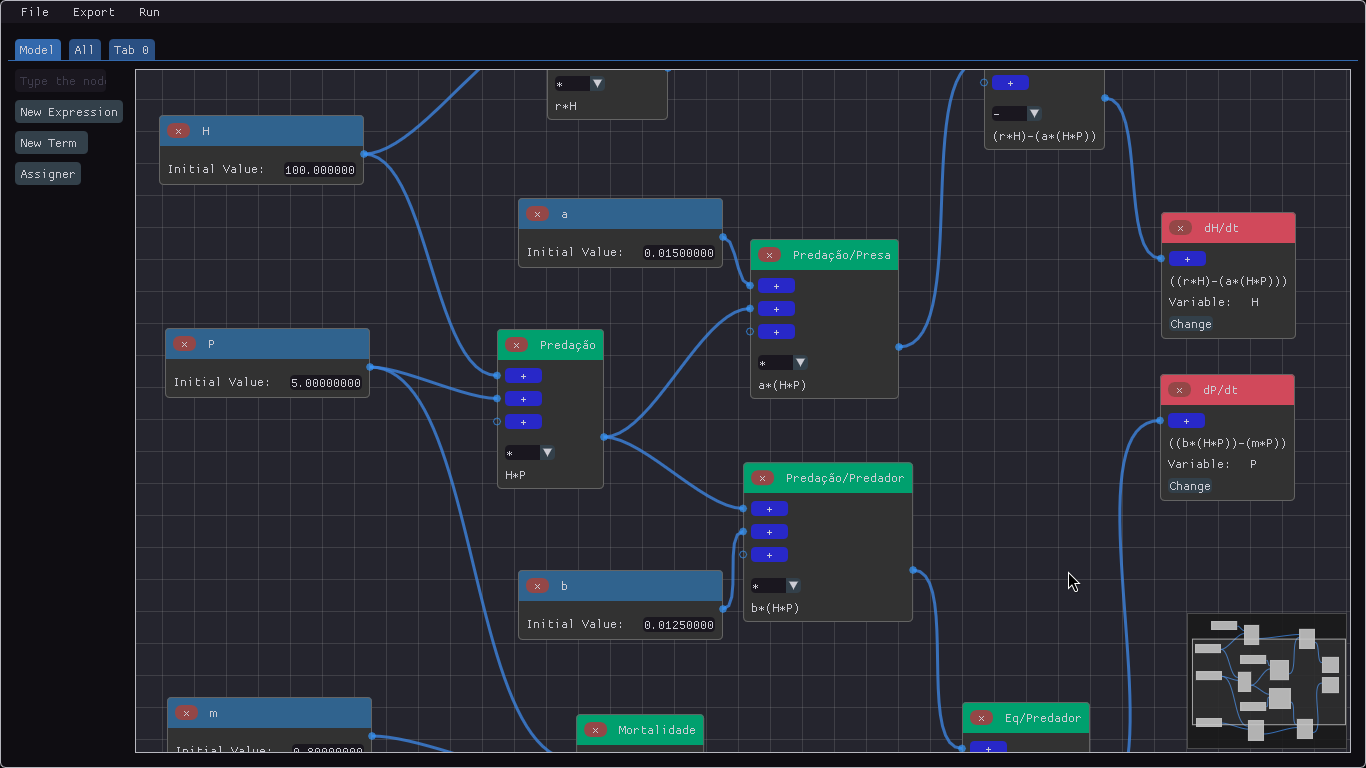 File Export Run
Model All Tab 0
Type the nod
New Expression
New Term
Assigner
*
r*H
+
-
(r*H)-(a*(H*P))
H
Initial Value: 100.000000
a
Initial Value: 0.01500000
Predação/Presa
+
+
+
*
a*(H*P)
dH/dt
+
((r*H)-(a*(H*P)))
Variable: H
Change
P
Initial Value: 5.00000000
Predação
+
+
+
*
H*P
dP/dt
+
((b*(H*P))-(m*P))
Variable: P
Change
Predação/Predador
+
+
+
*
b*(H*P)
b
Initial Value: 0.01250000
m
Initial Value: 0.80000000
Mortalidade
Eq/Predador
+